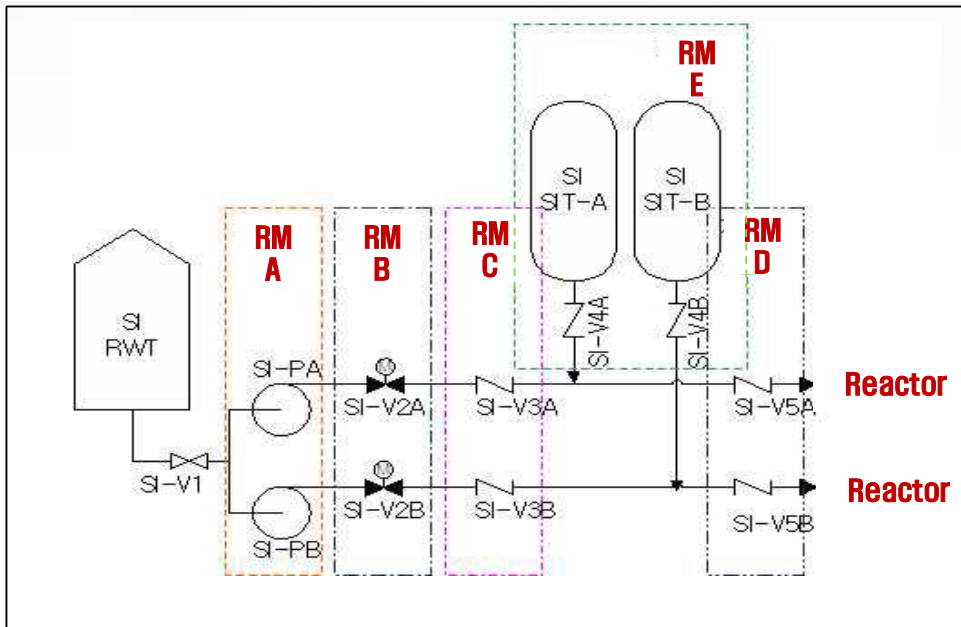 RM
E
SI
SIT-A
SI
SIT-B
RM
A
RM
B
RM
C
RM
D
SI
RWT
SI-V4A
SI-V4B
SI-PA
M
SI-V2A
SI-V3A
SI-V5A
Reactor
SI-V1
M
SI-V2B
SI-V3B
SI-V5B
Reactor
SI-PB